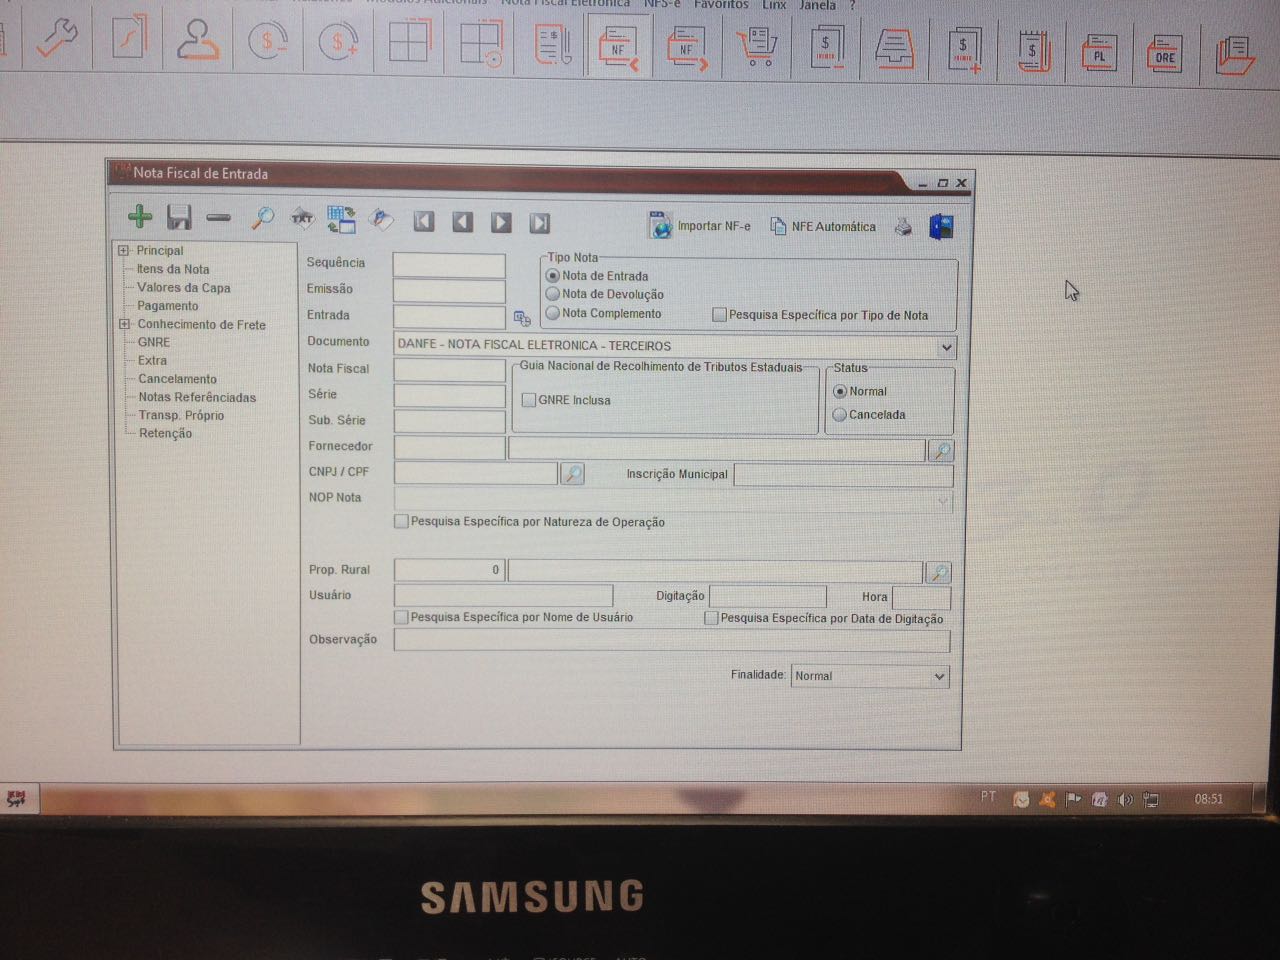 Nota Fiscal Eletrônica NFS-e Favoritos Linx Janela ?
$ - $ + $ NF NF $ $ $ PL DRE
Nota Fiscal de Entrada
TXT Importar NF-e NFE Automática
Principal
Itens da Nota
Valores da Capa
Pagamento
Conhecimento de Frete
GNRE
Extra
Cancelamento
Notas Referênciadas
Transp. Próprio
Retenção
Sequência
Emissão
Entrada
Tipo Nota
Nota de Entrada
Nota de Devolução
Nota Complemento
Pesquisa Específica por Tipo de Nota
Documento DANFE - NOTA FISCAL ELETRONICA - TERCEIROS
Nota Fiscal
Série
Sub. Série
Guia Nacional de Recolhimento de Tributos Estaduais
GNRE Inclusa
Status
Normal
Cancelada
Fornecedor
CNPJ / CPF Inscrição Municipal
NOP Nota
Pesquisa Específica por Natureza de Operação
Prop. Rural 0
Usuário Digitação Hora
Pesquisa Específica por Nome de Usuário Pesquisa Específica por Data de Digitação
Observação
Finalidade: Normal
PT 08:51
SAMSUNG